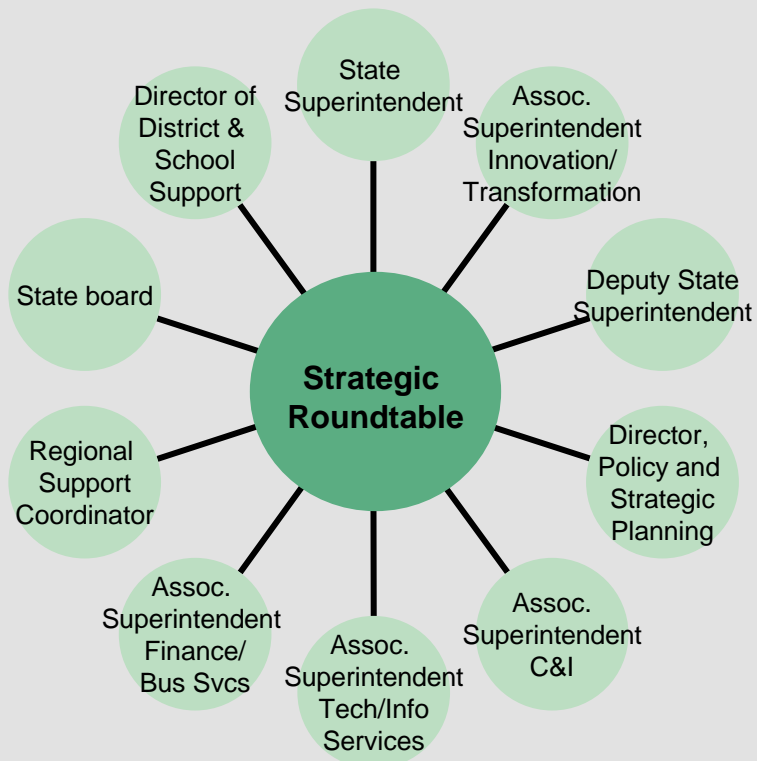 State
Superintendent
Assoc.
Superintendent
Innovation/
Transformation
Deputy State
Superintendent
Director,
Policy and
Strategic
Planning
Assoc.
Superintendent
C&I
Assoc.
Superintendent
Tech/Info
Services
Assoc.
Superintendent
Finance/
Bus Svcs
Regional
Support
Coordinator
State board
Director of
District &
School
Support
Strategic
Roundtable